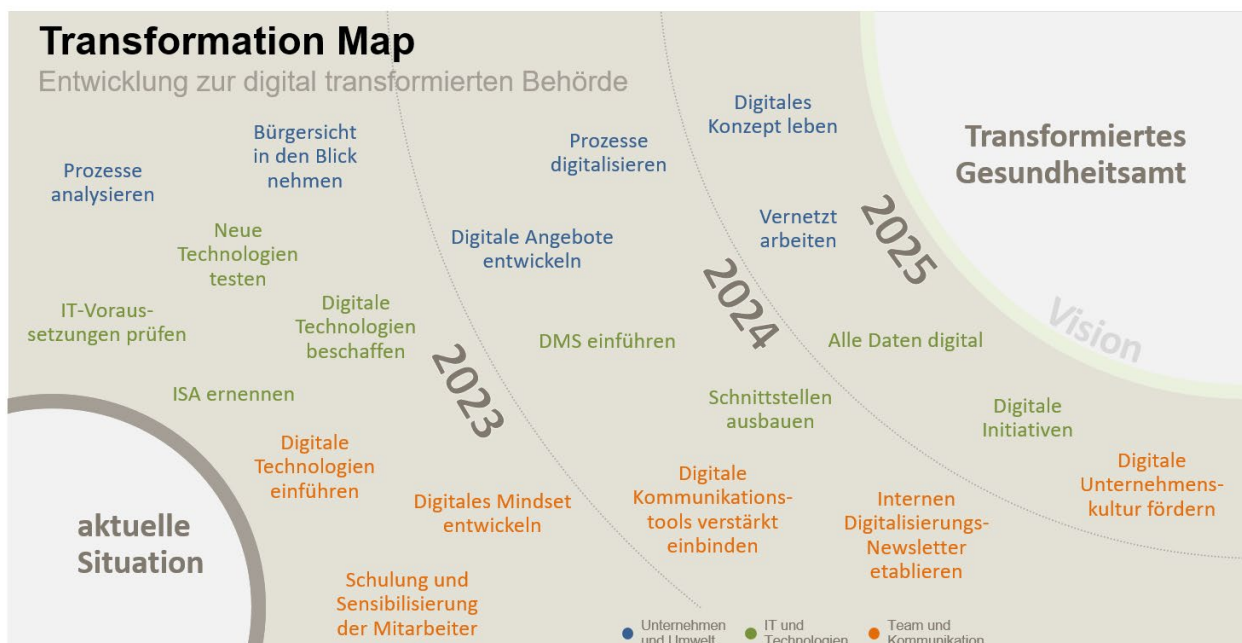 Transformation Map
Entwicklung zur digital transformierten Behörde
Prozesse
analysieren
Bürgersicht
in den Blick
nehmen
Prozesse
digitalisieren
Digitales
Konzept leben
Transformiertes
Gesundheitsamt
Neue
Technologien
testen
Digitale Angebote
entwickeln
Vernetzt
arbeiten
2025
IT-Voraus-
setzungen prüfen
Digitale
Technologien
beschaffen
2023
DMS einführen
2024
Alle Daten digital
Vision
ISA ernennen
Schnittstellen
ausbauen
Digitale
Initiativen
aktuelle
Situation
Digitale
Technologien
einführen
Digitales Mindset
entwickeln
Digitale
Kommunikations-
tools verstärkt
einbinden
Internen
Digitalisierungs-
Newsletter
etablieren
Digitale
Unternehmens-
kultur fördern
Schulung und
Sensibilisierung
der Mitarbeiter
Unternehmen
und Umwelt
IT und
Technologien
Team und
Kommunikation